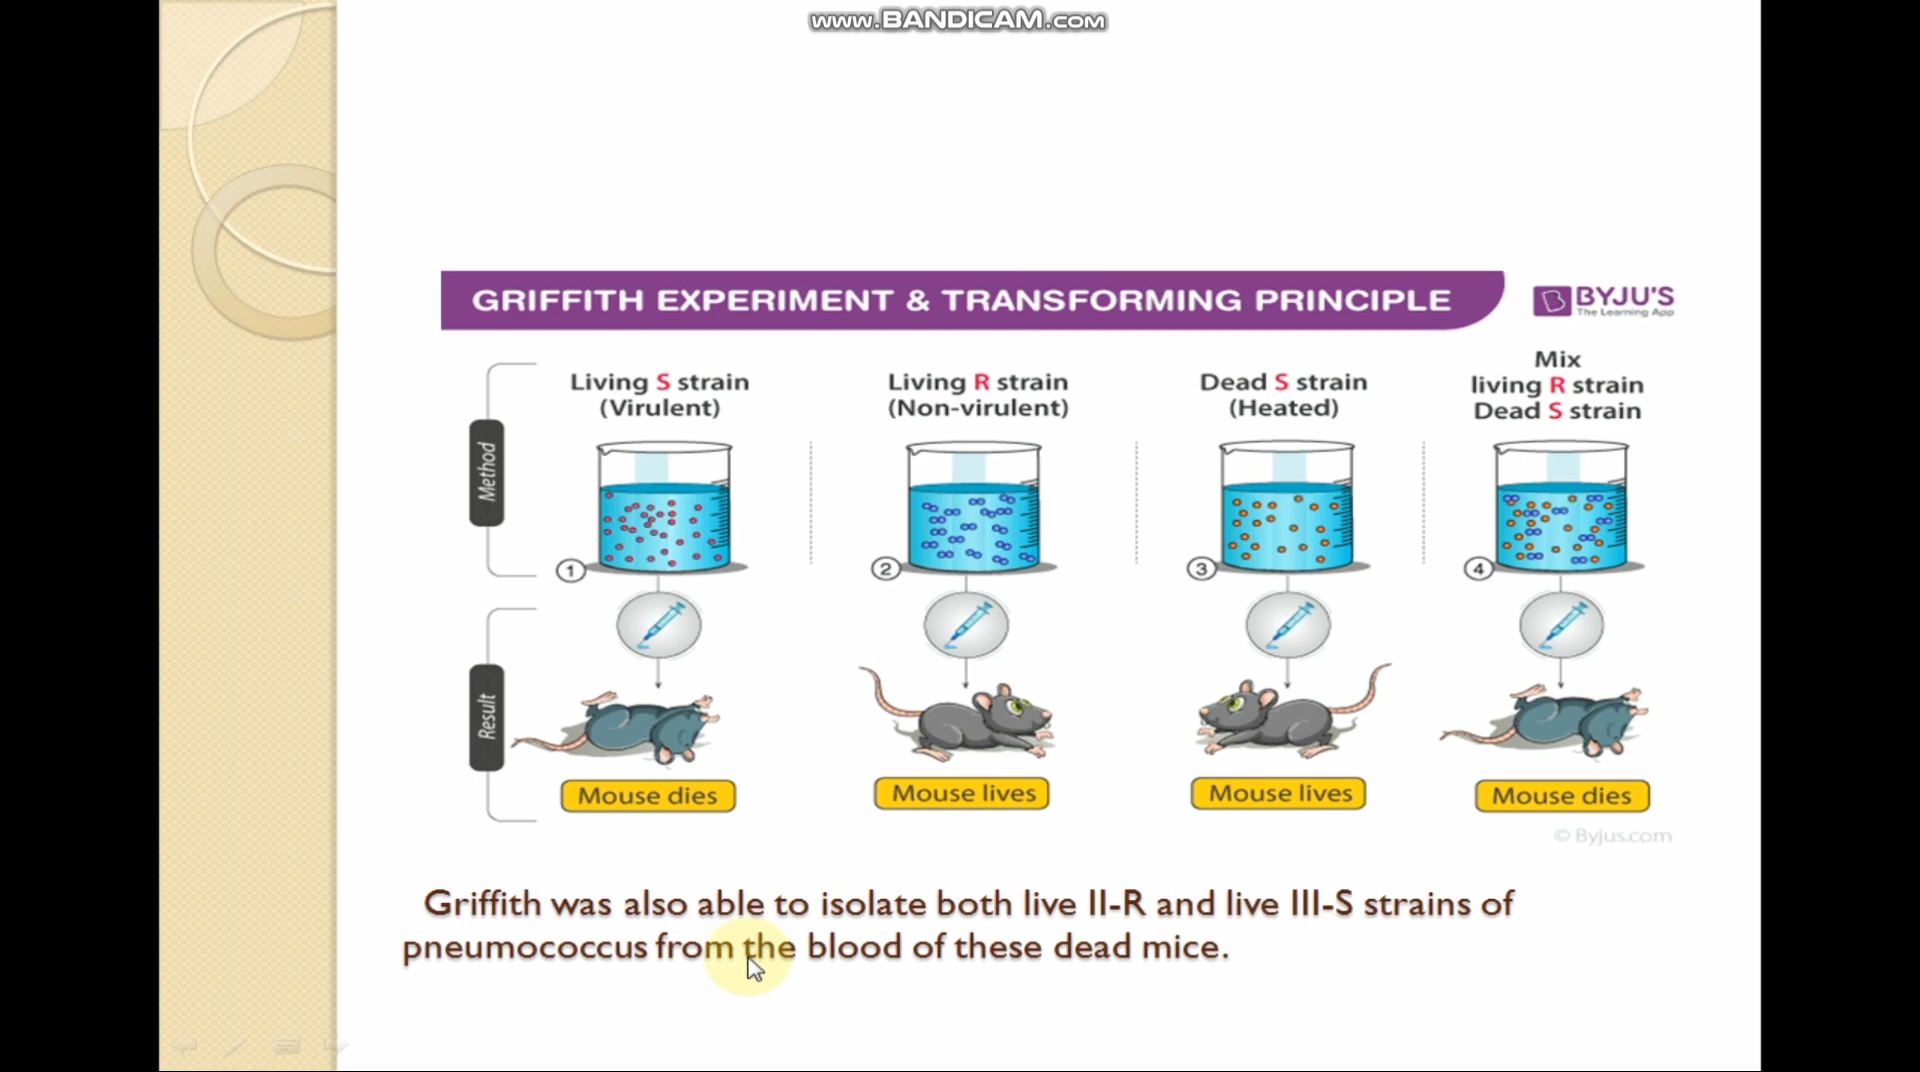 www.BANDICAM.com
GRIFFITH EXPERIMENT & TRANSFORMING PRINCIPLE
BYJU'S
The Learning App
Method
Living S strain
(Virulent)
1
Living R strain
(Non-virulent)
2
Dead S strain
(Heated)
3
Mix
living R strain
Dead S strain
4
Result
Mouse dies
Mouse lives
Mouse lives
Mouse dies
© Byjus.com
Griffith was also able to isolate both live II-R and live III-S strains of
pneumococcus from the blood of these dead mice.